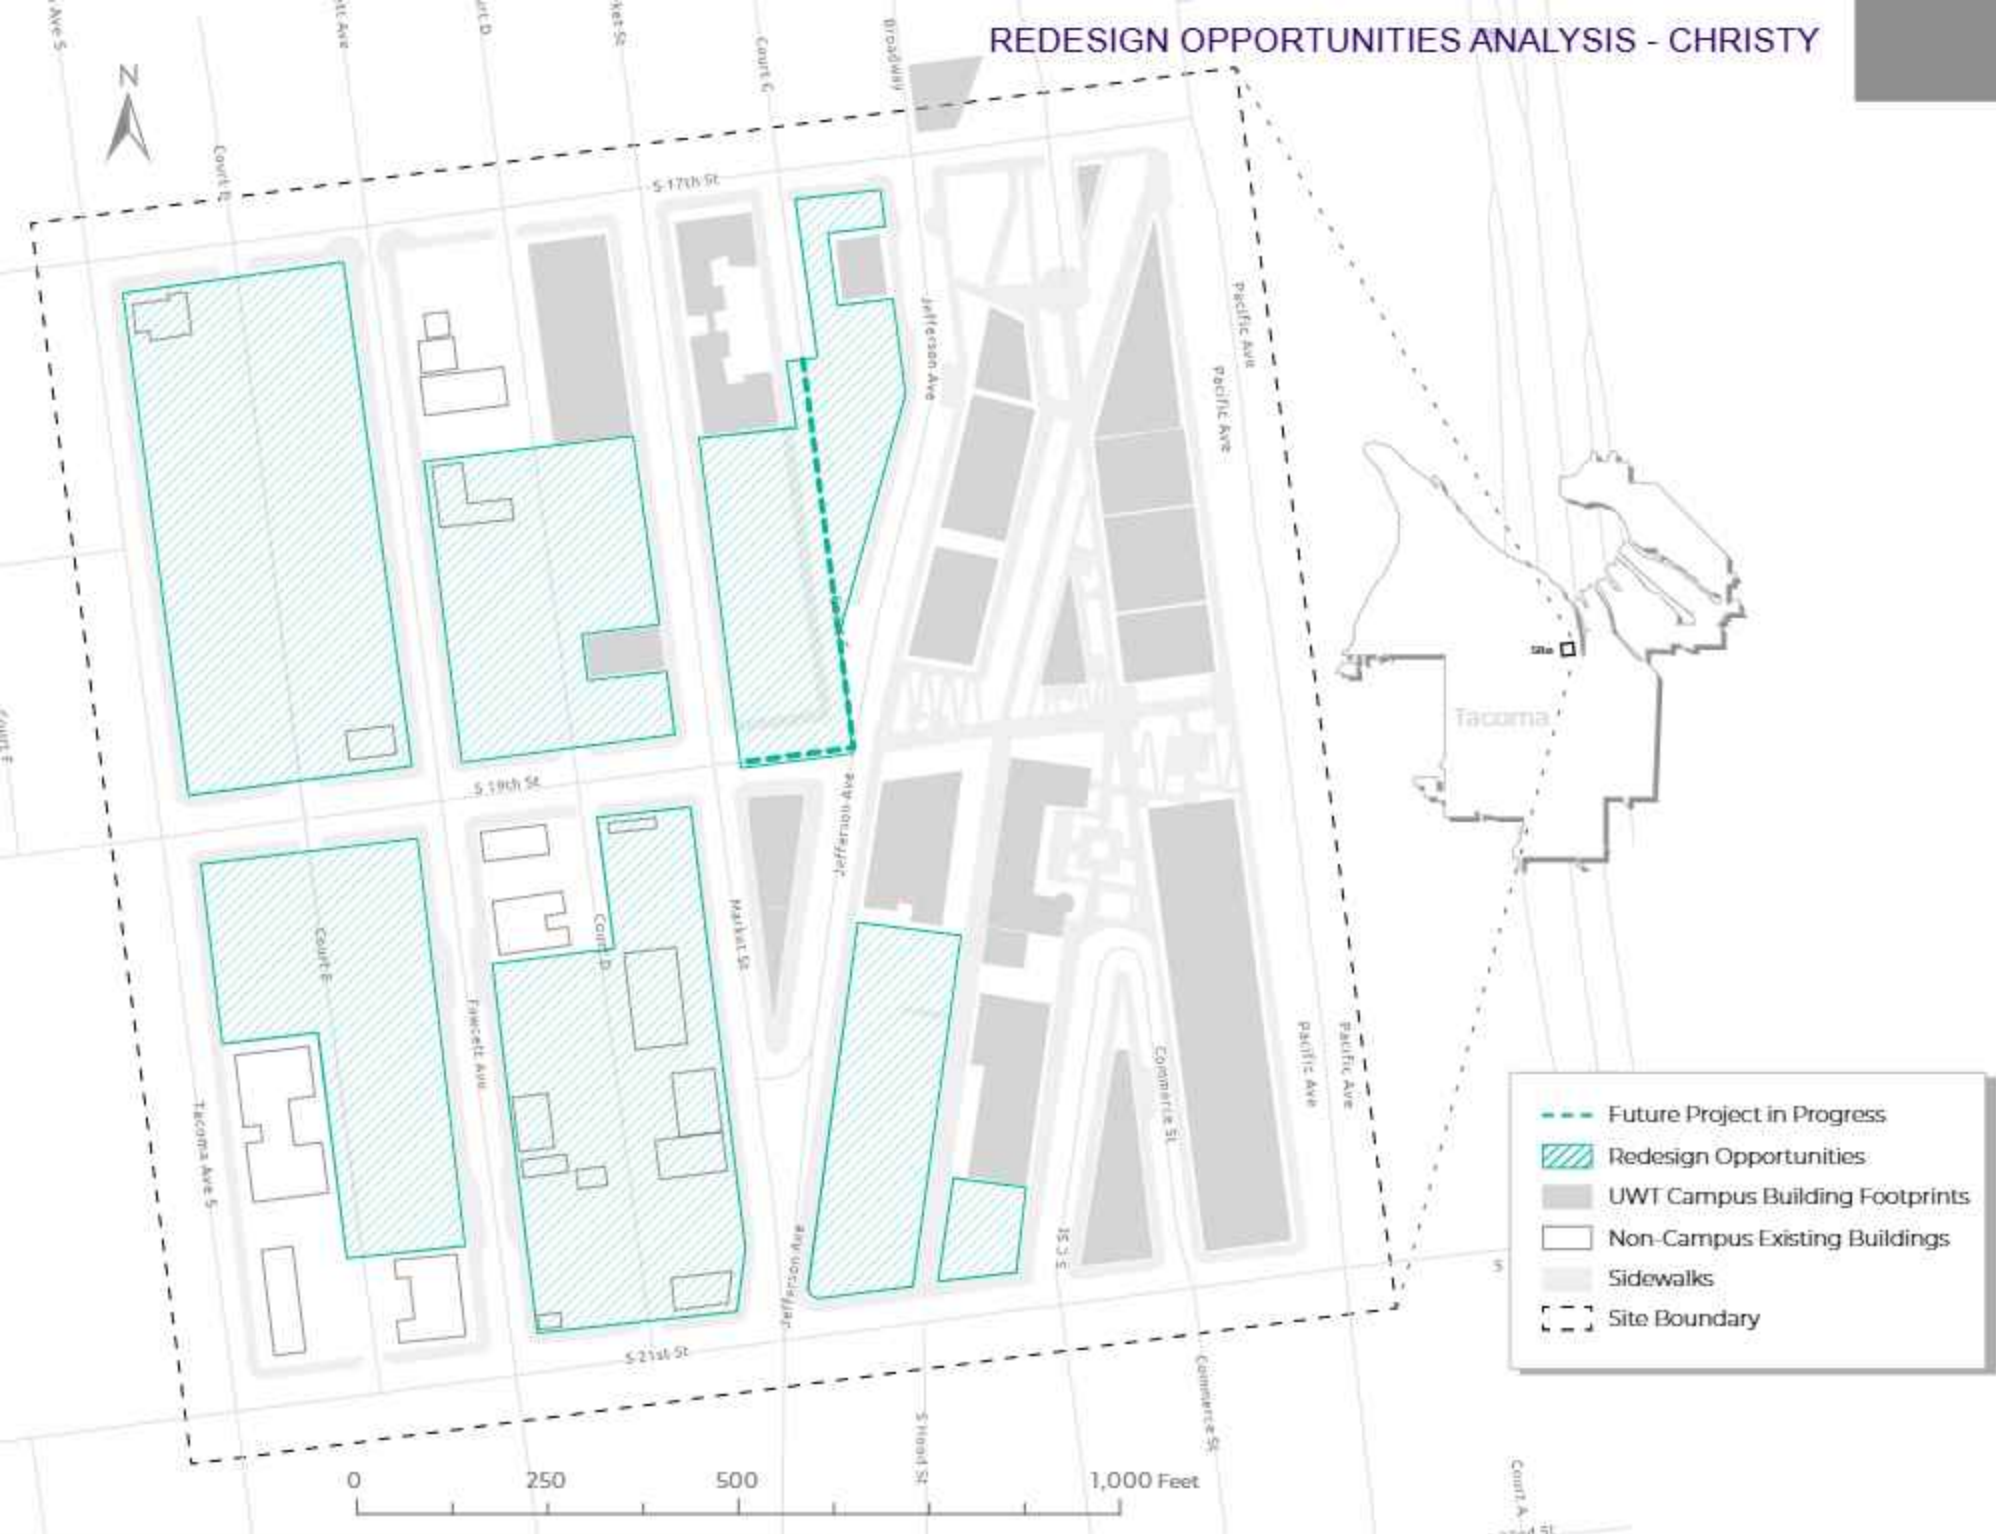 REDESIGN OPPORTUNITIES ANALYSIS - CHRISTY
Ave S
Court C
Broadway
N
S 17th St
Jefferson Ave
Pacific Ave
Pacific Ave
Site
Tacoma
S 19th St
Jefferson Ave
Market St
Court D
Court E
Fawcett Ave
Tacoma Ave S
Commerce St
Pacific Ave
Pacific Ave
Jefferson Ave
S C St
S 21st St
S Hood St
Commerce St
Court A
S
Future Project in Progress
Redesign Opportunities
UWT Campus Building Footprints
Non-Campus Existing Buildings
Sidewalks
Site Boundary
0 250 500 1,000 Feet